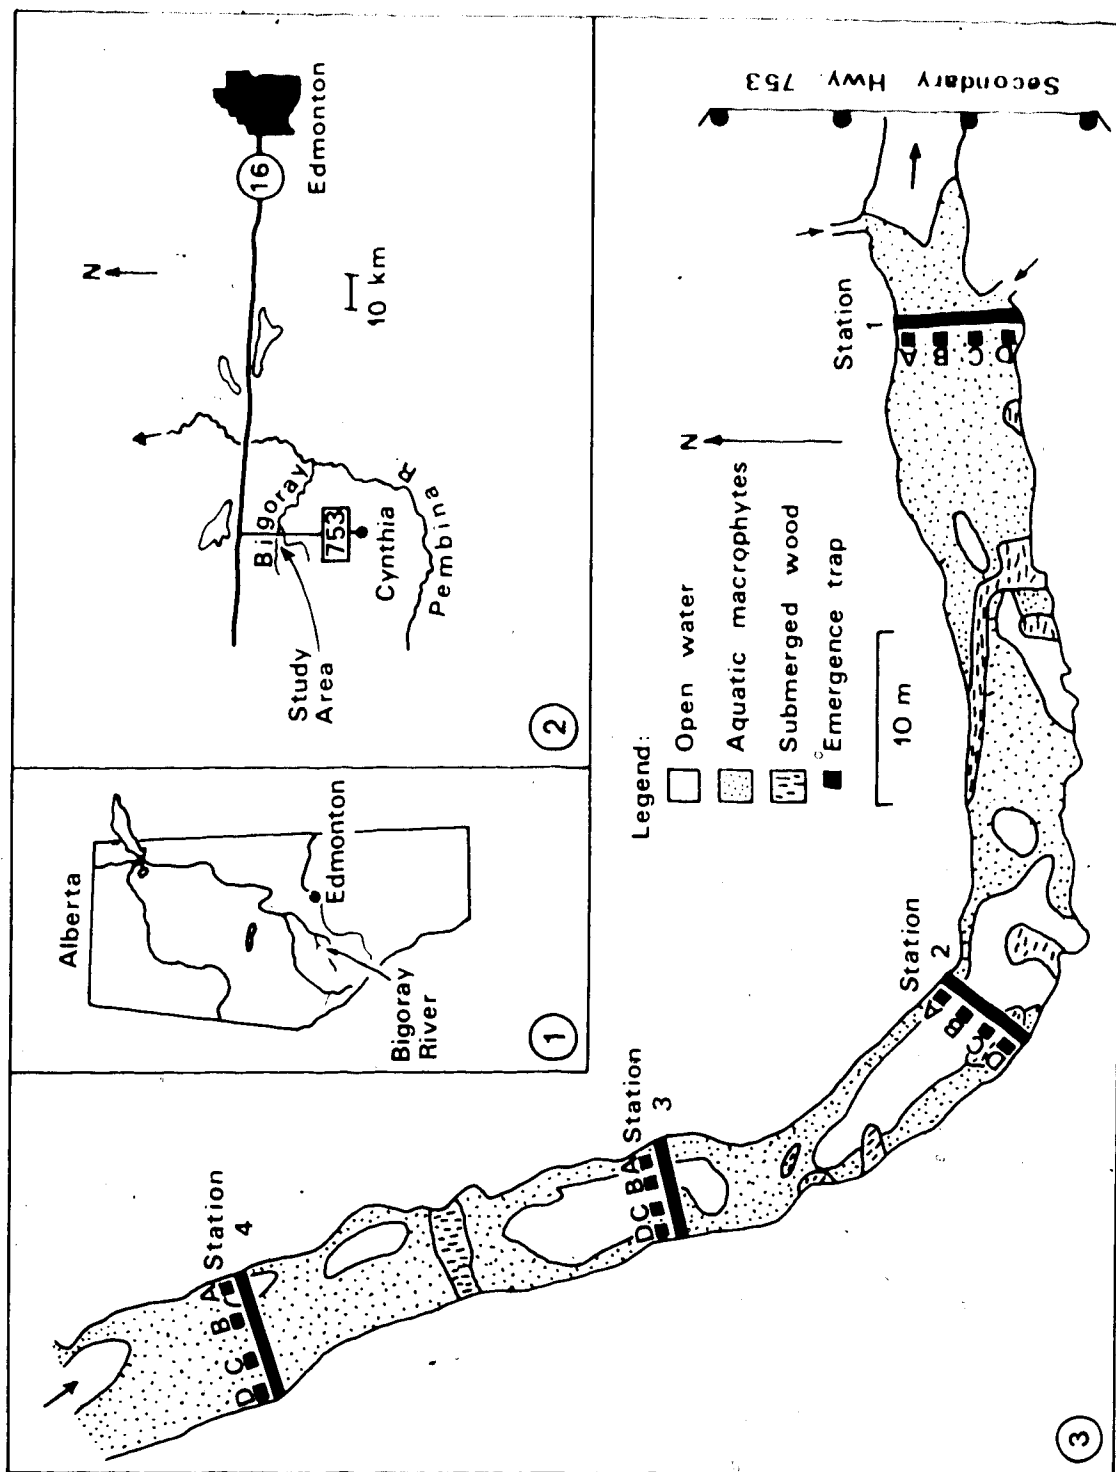 Alberta
Edmonton
Bigoray
River
1
N
16
Edmonton
10 km
Bigoray
753
Cynthia
Pembina R
Study
Area
2
Station
4
A
B
C
D
Station
3
A
B
C
D
Station
2
A
B
C
D
Station
1
A
B
C
D
N
Legend:
Open water
Aquatic macrophytes
Submerged wood
Emergence trap
10 m
Secondary Hwy. 753
3